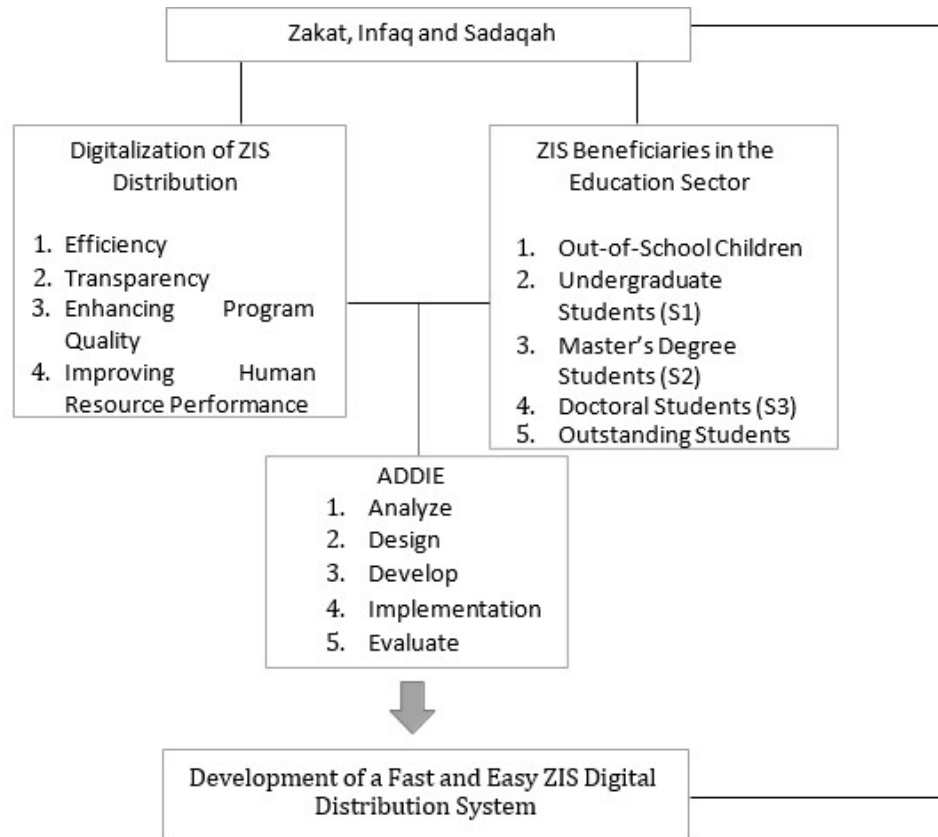 Zakat, Infaq and Sadaqah
Digitalization of ZIS
Distribution
1. Efficiency
2. Transparency
3. Enhancing Program
Quality
4. Improving Human
Resource Performance
ZIS Beneficiaries in the
Education Sector
1. Out-of-School Children
2. Undergraduate
Students (S1)
3. Master's Degree
Students (S2)
4. Doctoral Students (S3)
5. Outstanding Students
ADDIE
1. Analyze
2. Design
3. Develop
4. Implementation
5. Evaluate
Development of a Fast and Easy ZIS Digital
Distribution System